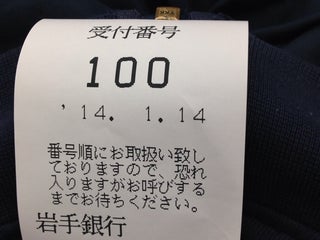 受付番号
100
'14. 1.14
番号順にお取扱い致し
ておりますので、恐れ
入りますがお呼びする
までお待ちください。
岩手銀行